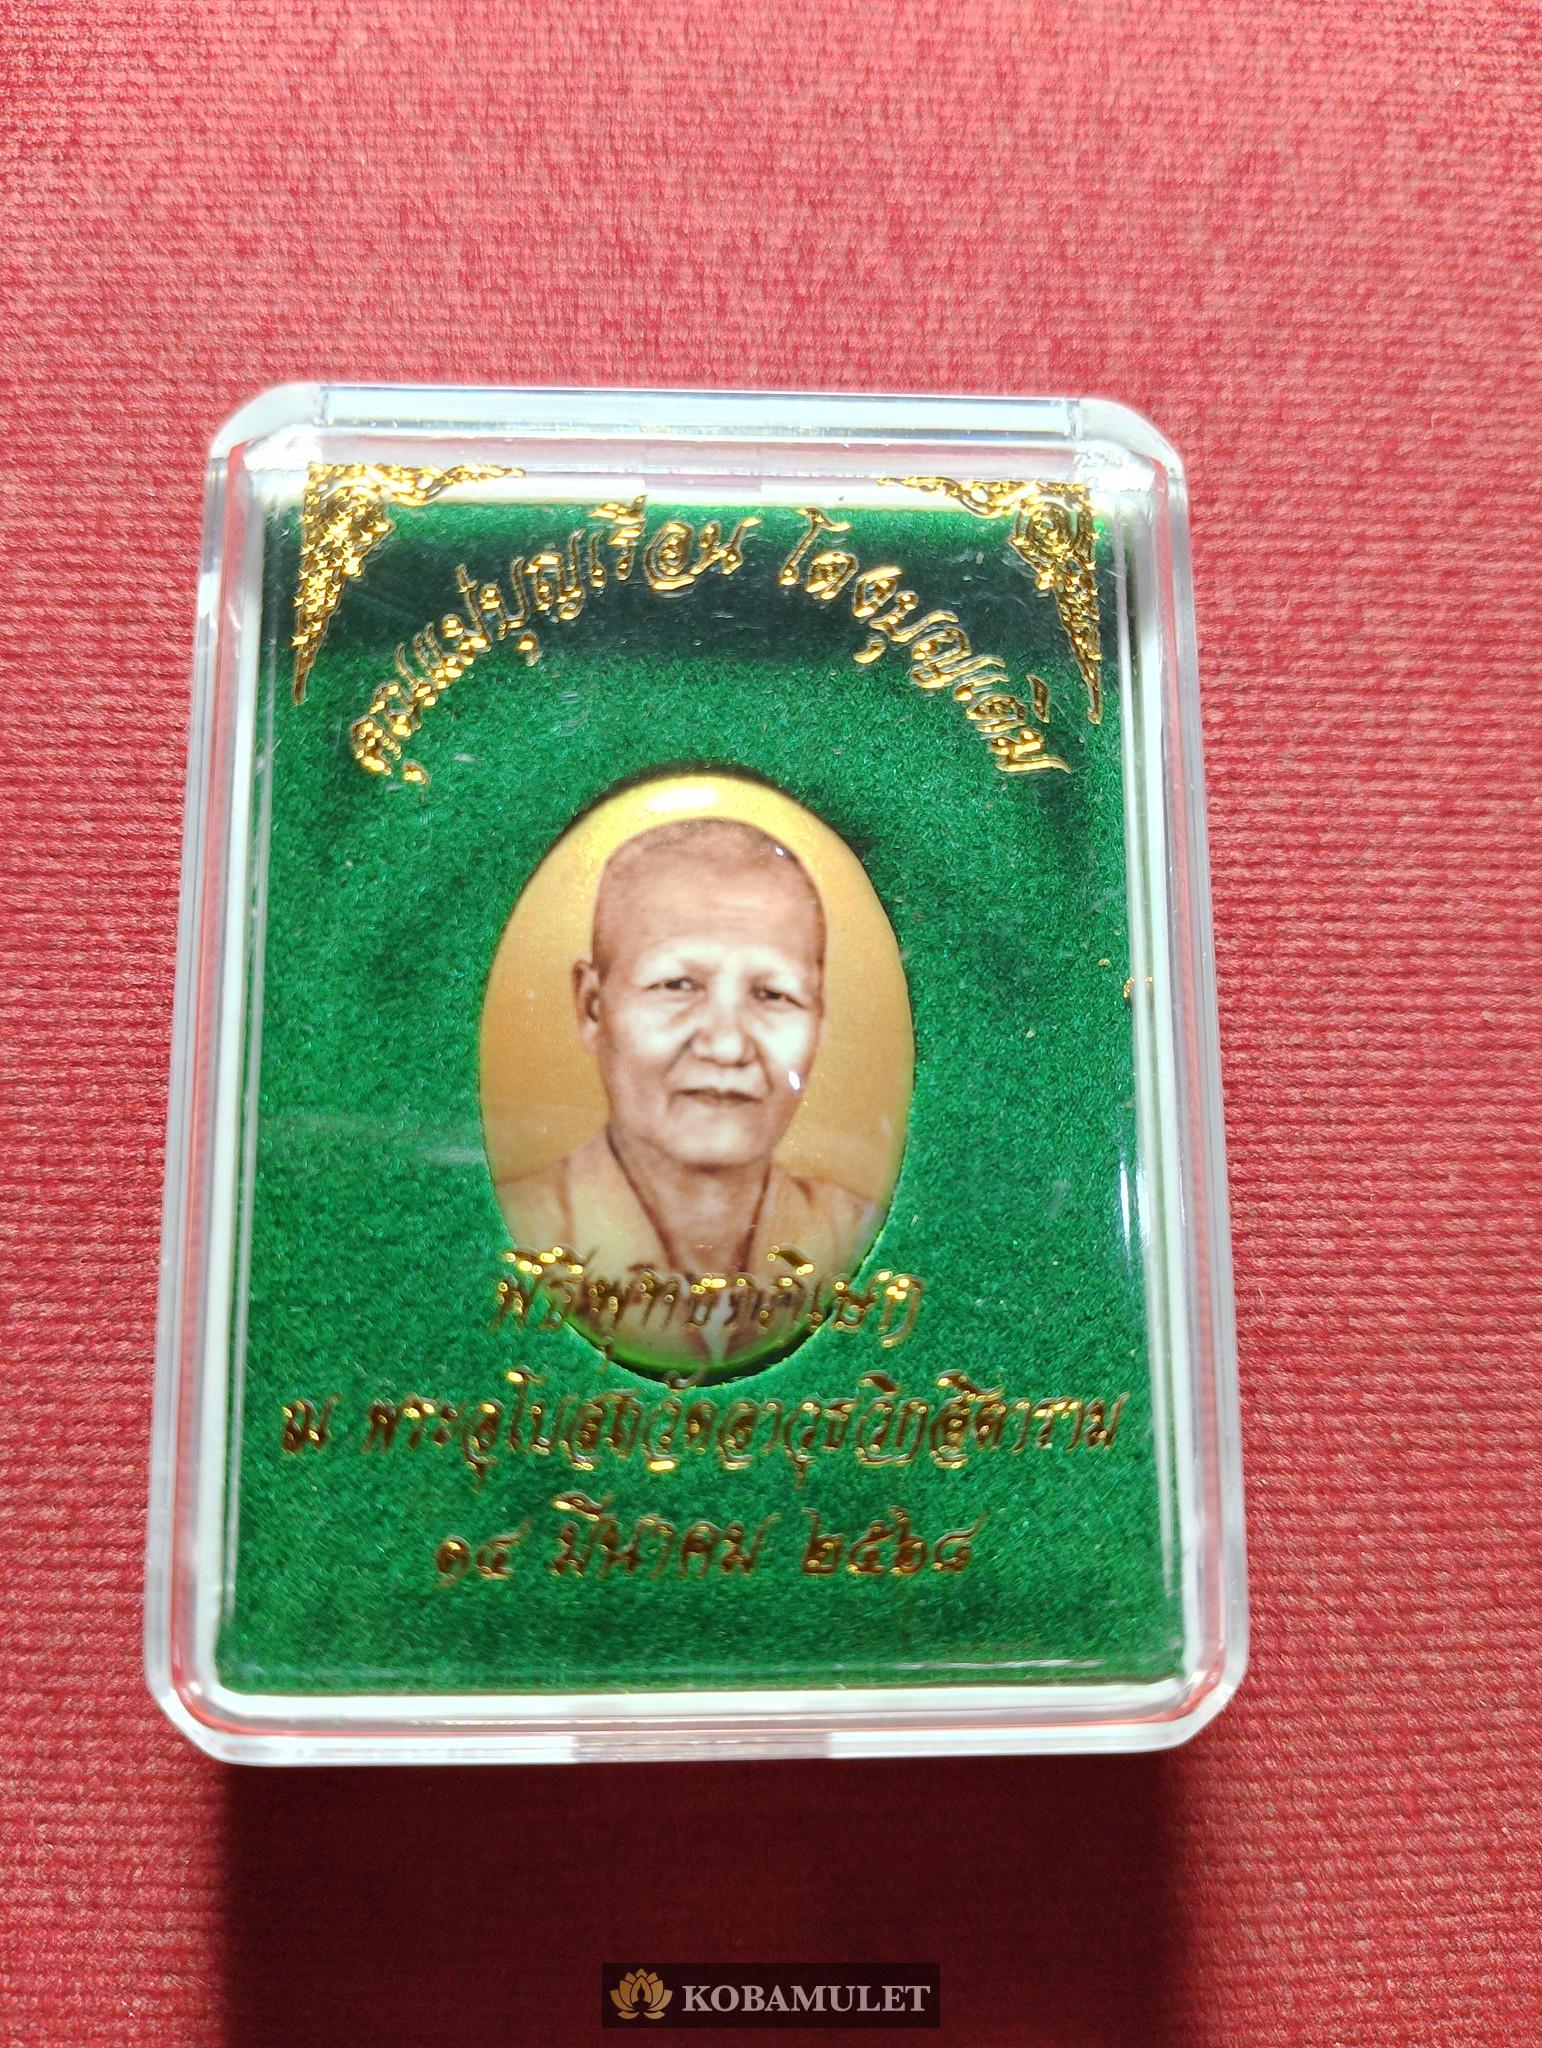 คุณแม่บุญเรือน โตงบุญเติม
พิธีพุทธาภิเษก
ณ พระอุโบสถวัดอาวุธวิกสิตาราม
๑๔ มีนาคม ๒๕๖๘
KOBAMULET